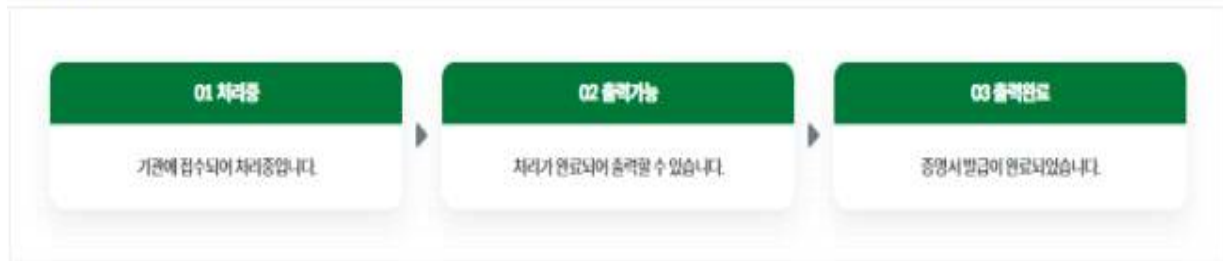 01 처리중
기관에 접수되어 처리중입니다.
02 출력가능
처리가 완료되어 출력할 수 있습니다.
03 출력완료
증명서 발급이 완료되었습니다.